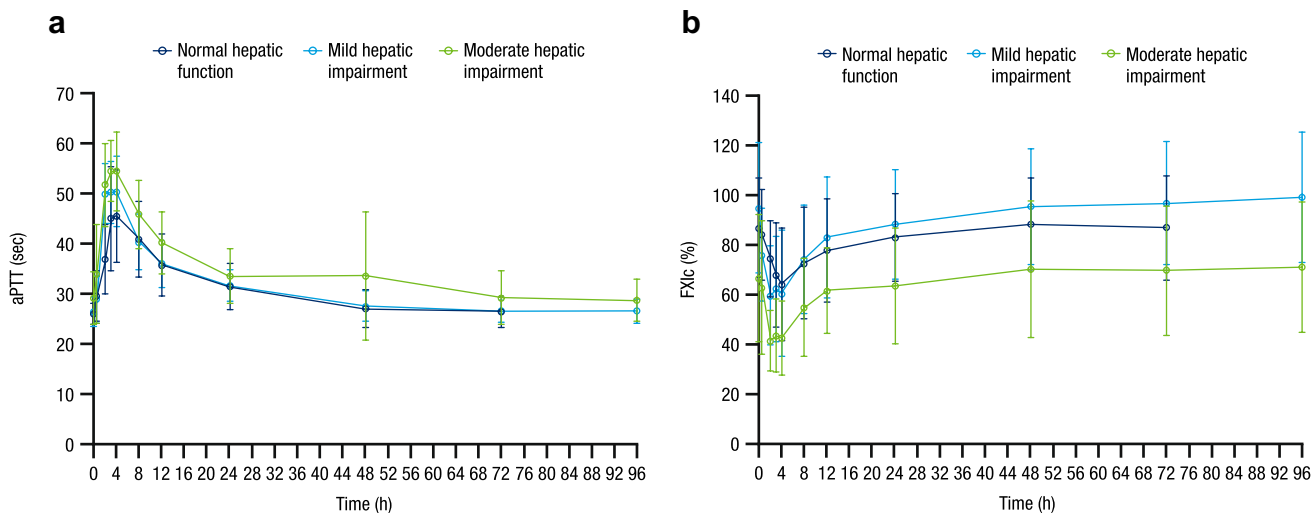 a
Normal hepatic function
Mild hepatic impairment
Moderate hepatic impairment
70
60
50
40
30
20
10
0
aPTT (sec)
0 4 8 12 16 20 24 28 32 36 40 44 48 52 56 60 64 68 72 76 80 84 88 92 96
Time (h)
b
Normal hepatic function
Mild hepatic impairment
Moderate hepatic impairment
140
120
100
80
60
40
20
0
FXIc (%)
0 4 8 12 16 20 24 28 32 36 40 44 48 52 56 60 64 68 72 76 80 84 88 92 96
Time (h)